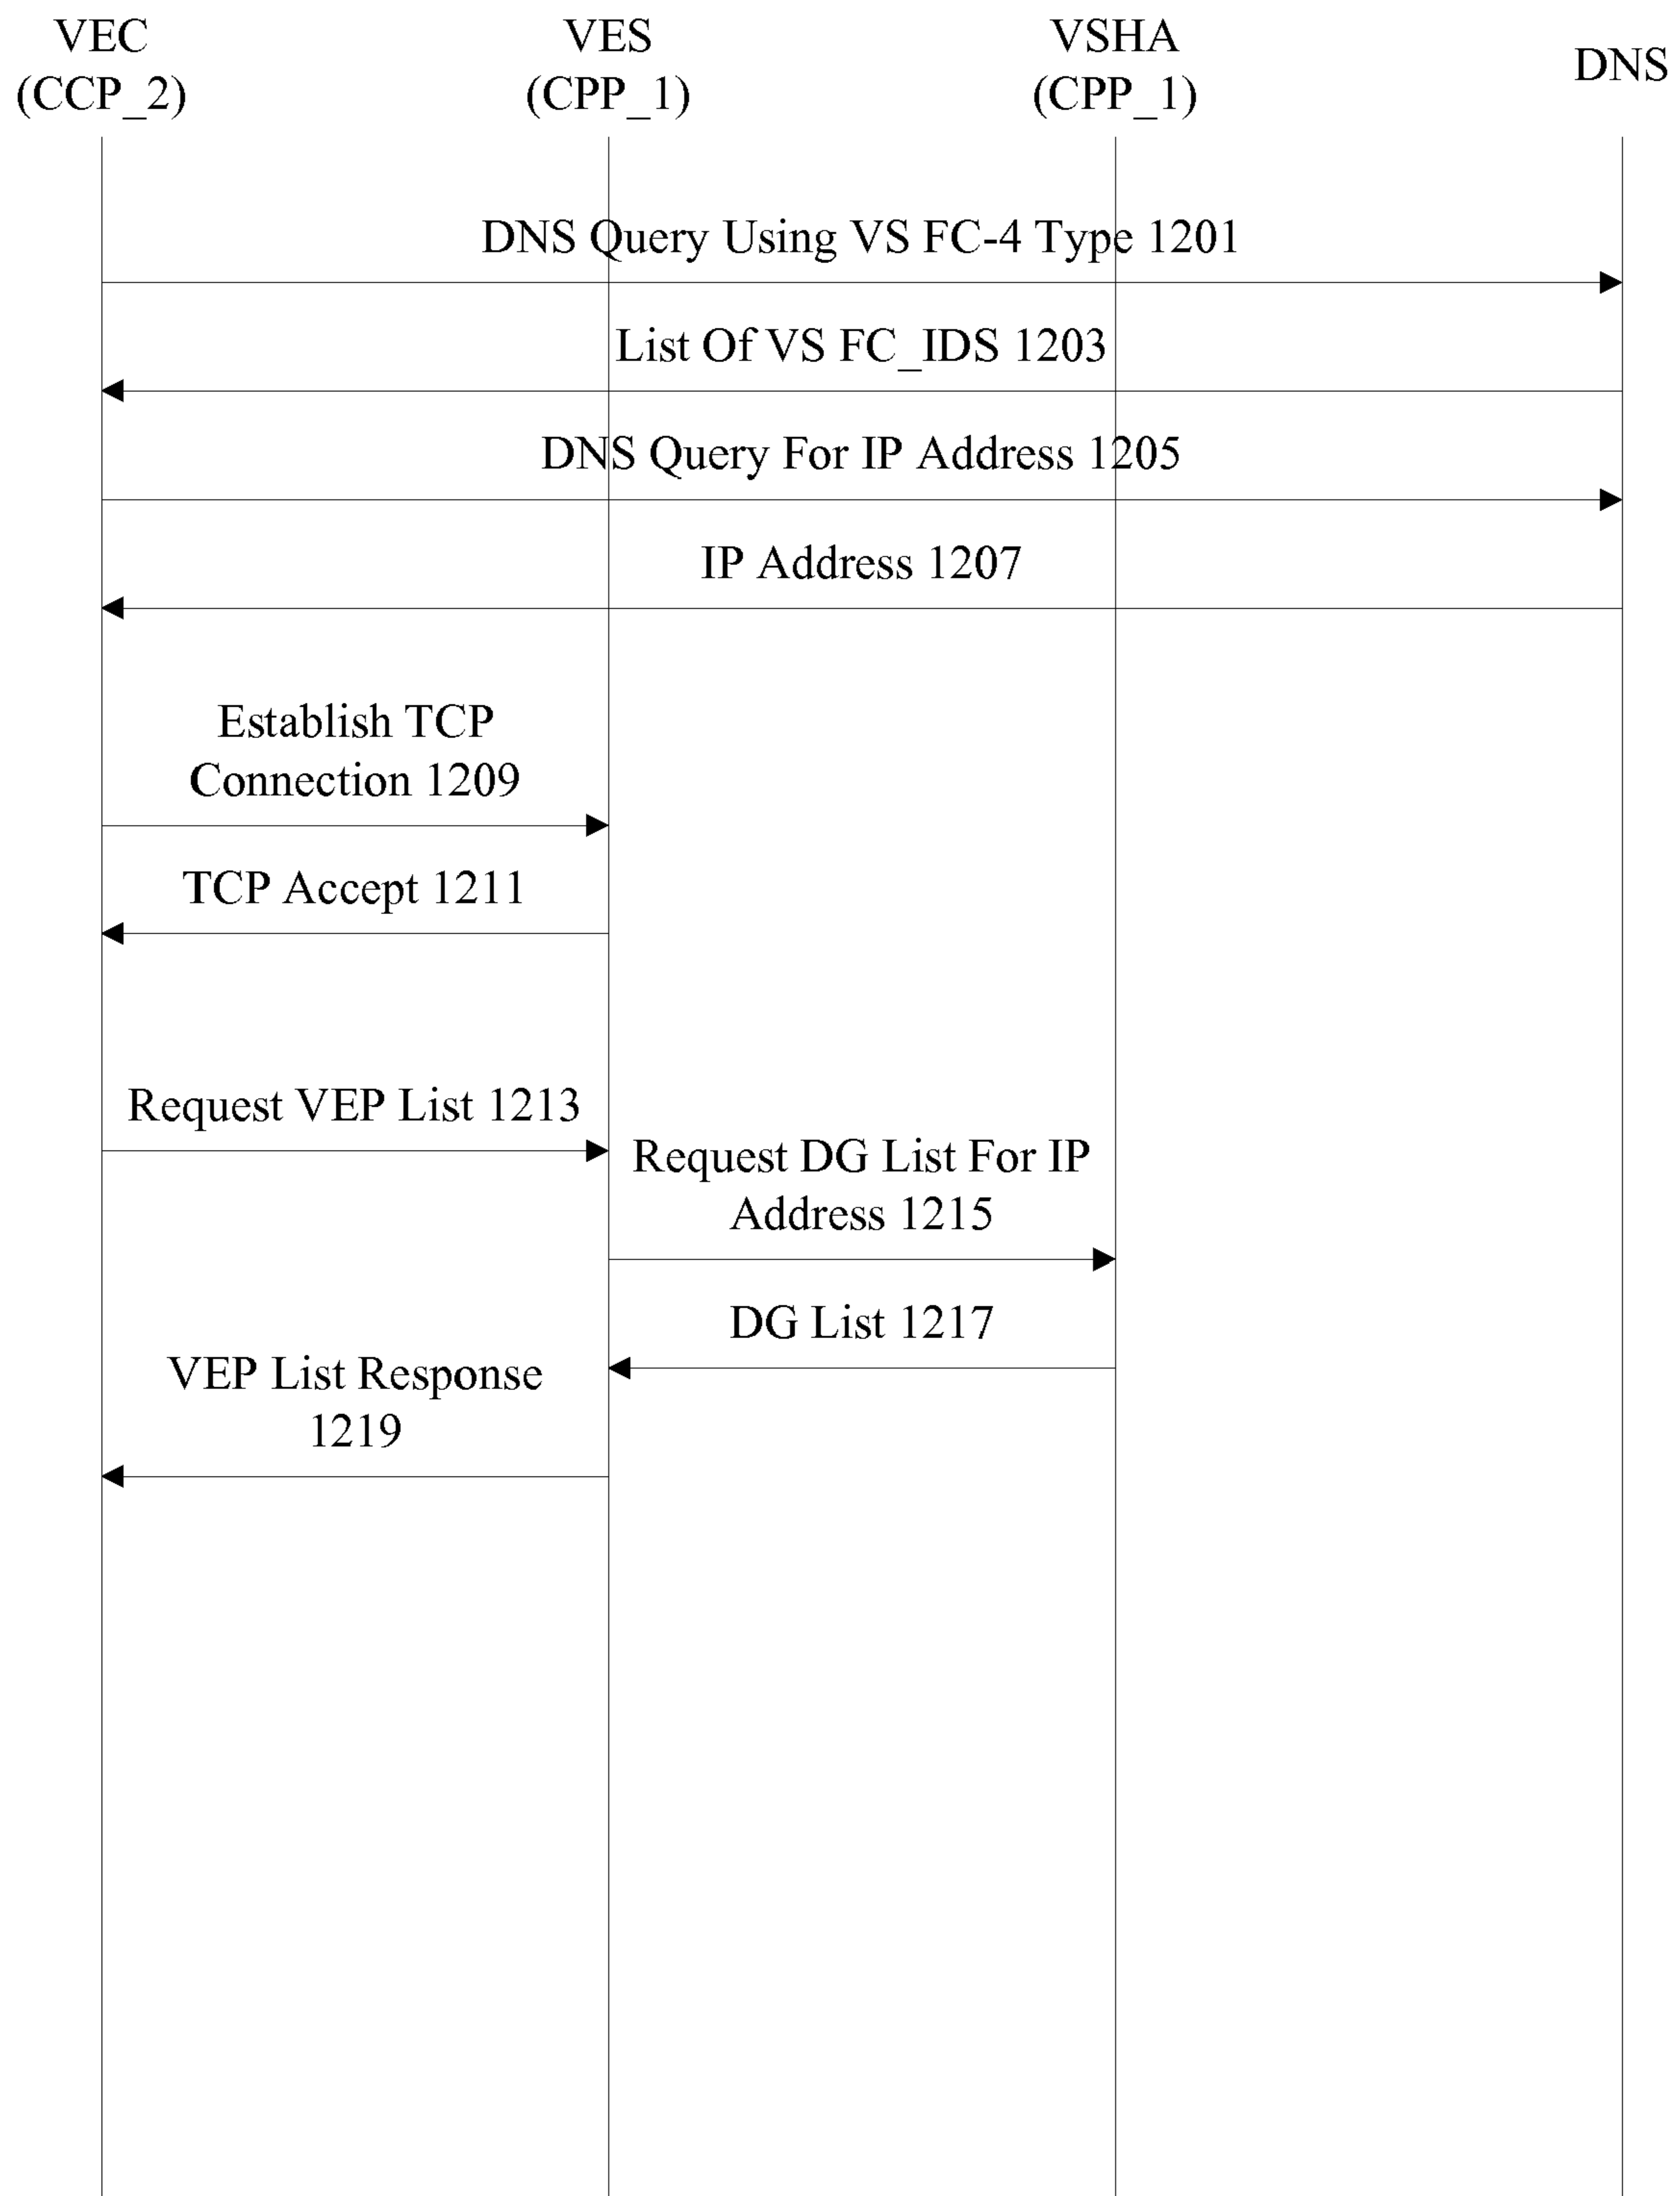 VEC
(CCP_2)
VES
(CPP_1)
VSHA
(CPP_1)
DNS
DNS Query Using VS FC-4 Type 1201
List Of VS FC_IDS 1203
DNS Query For IP Address 1205
IP Address 1207
Establish TCP
Connection 1209
TCP Accept 1211
Request VEP List 1213
Request DG List For IP
Address 1215
DG List 1217
VEP List Response
1219